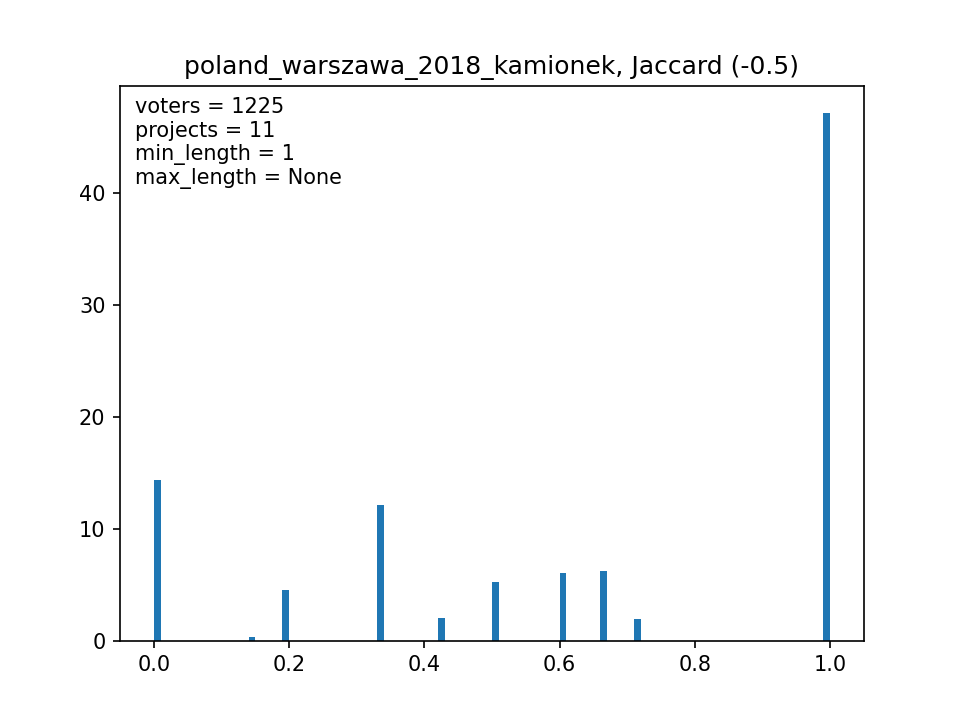 poland_warszawa_2018_kamionek, Jaccard (-0.5)
voters = 1225
projects = 11
min_length = 1
max_length = None
40
30
20
10
0
0.0 0.2 0.4 0.6 0.8 1.0